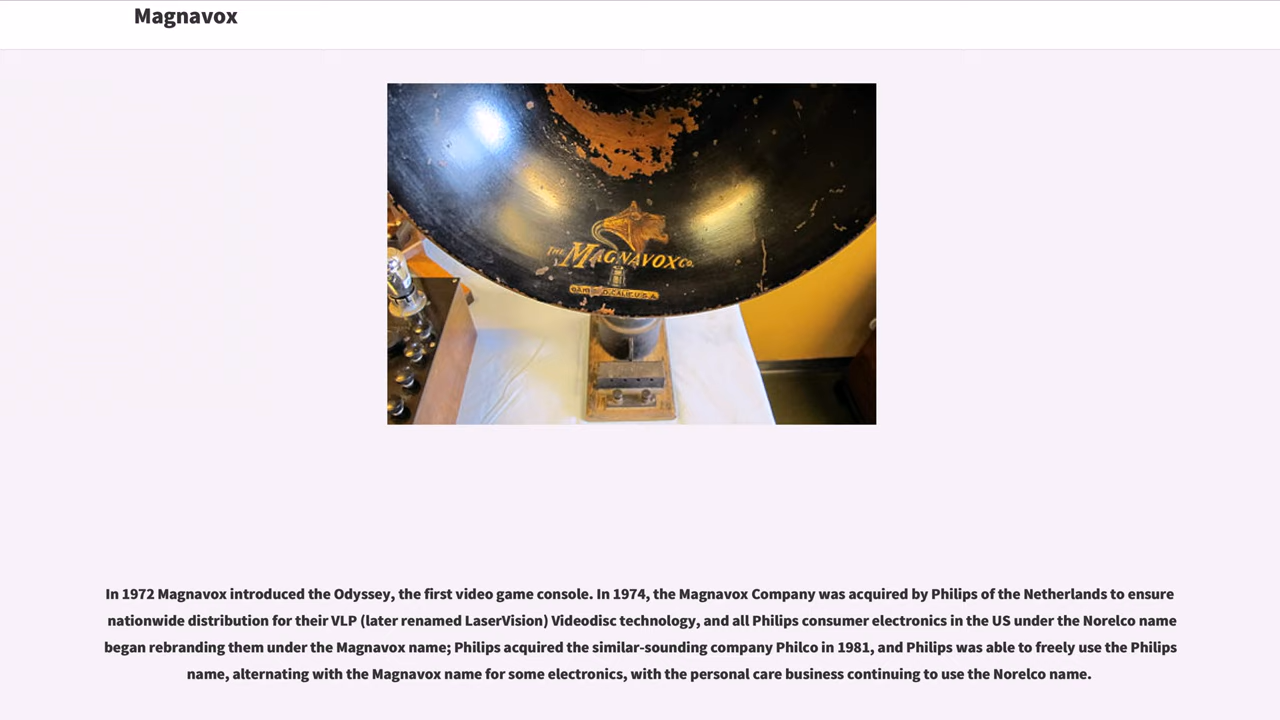 Magnavox
THE MAGNAVOX CO.
In 1972 Magnavox introduced the Odyssey, the first video game console. In 1974, the Magnavox Company was acquired by Philips of the Netherlands to ensure
nationwide distribution for their VLP (later renamed LaserVision) Videodisc technology, and all Philips consumer electronics in the US under the Norelco name
began rebranding them under the Magnavox name; Philips acquired the similar-sounding company Philco in 1981, and Philips was able to freely use the Philips
name, alternating with the Magnavox name for some electronics, with the personal care business continuing to use the Norelco name.